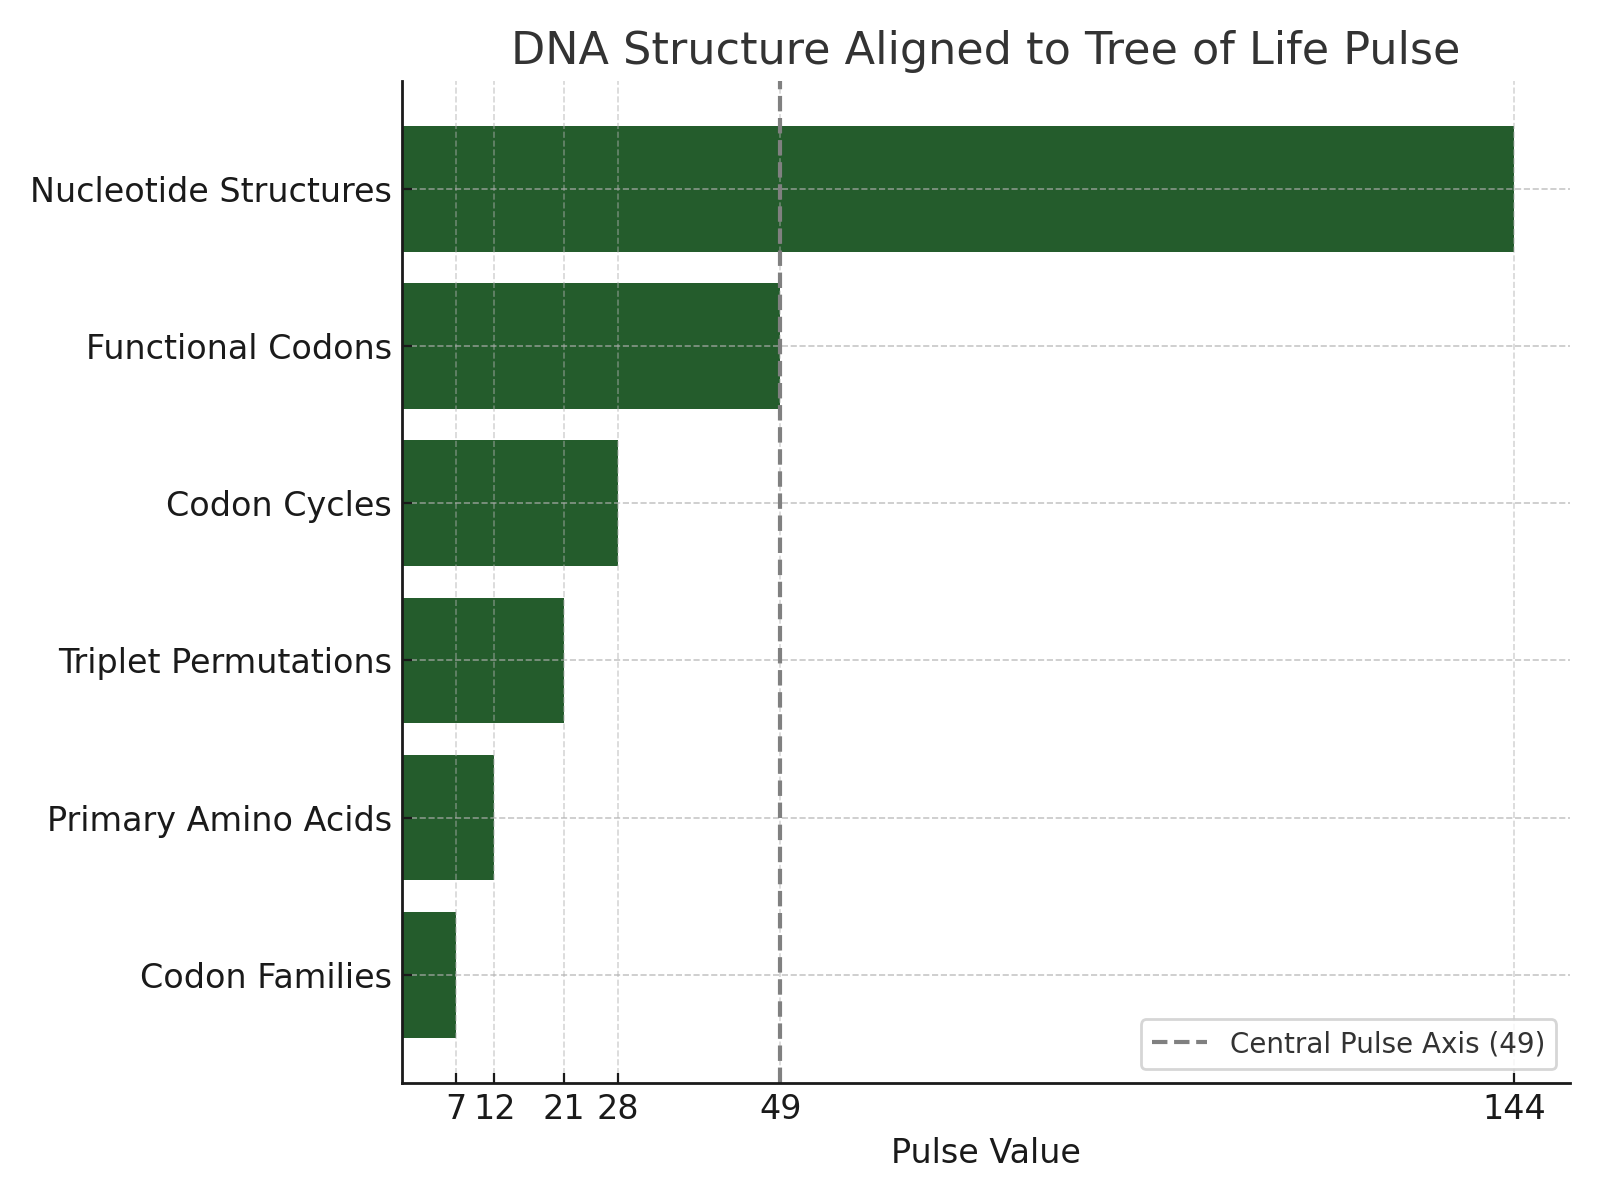 DNA Structure Aligned to Tree of Life Pulse
Nucleotide Structures
Functional Codons
Codon Cycles
Triplet Permutations
Primary Amino Acids
Codon Families
Central Pulse Axis (49)
7 12 21 28 49 144
Pulse Value